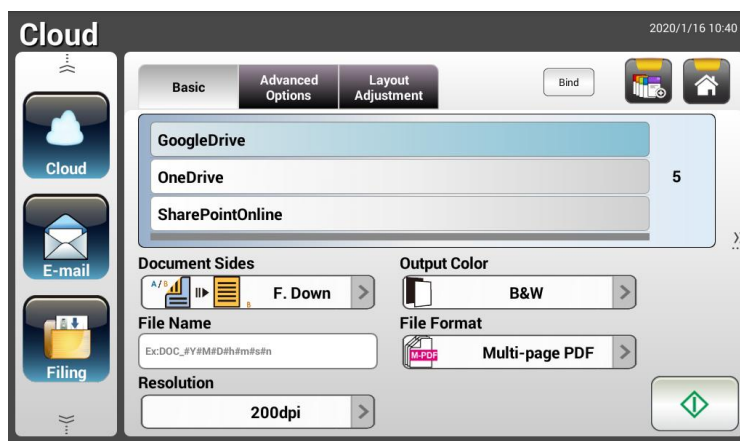 Cloud
2020/1/16 10:40
Basic
Advanced Options
Layout Adjustment
Bind
Cloud
GoogleDrive
OneDrive
5
SharePointOnline
E-mail
Document Sides
Output Color
A/B
B
F. Down
B&W
File Name
File Format
Ex:DOC_#Y#M#D#h#m#s#n
M-PDF
Multi-page PDF
Filing
Resolution
200dpi